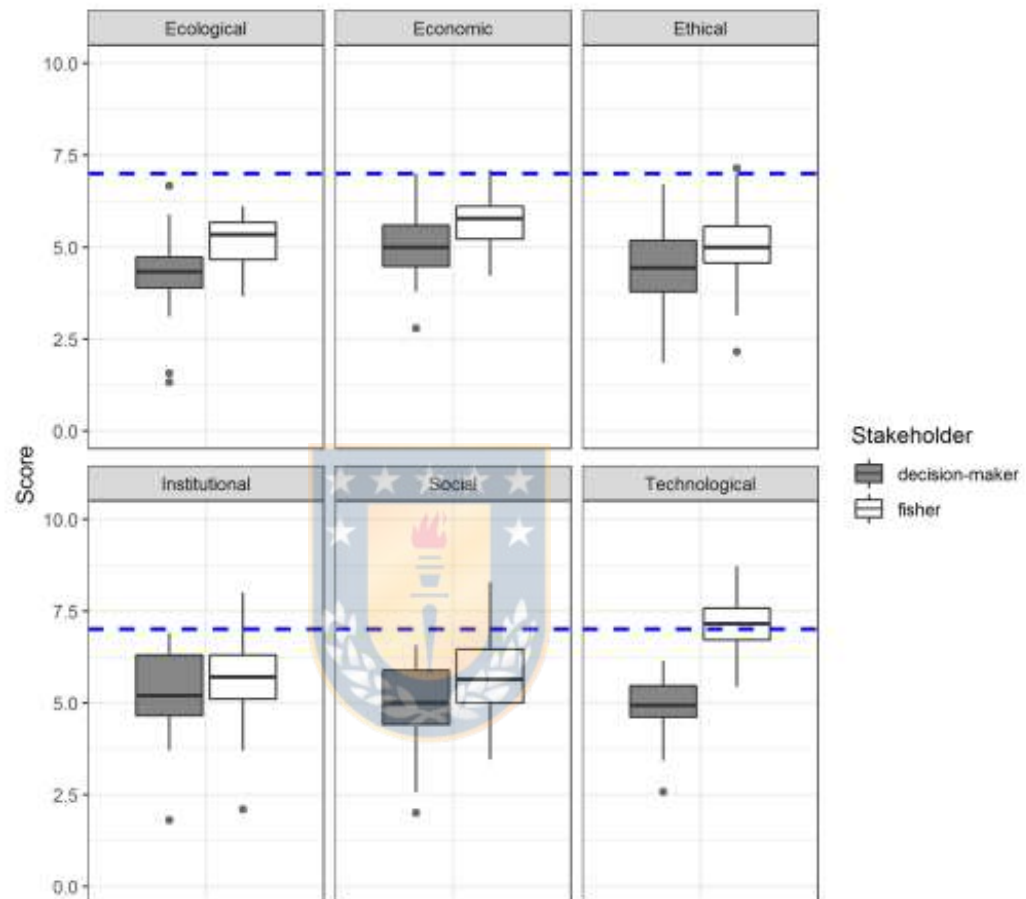 Ecological Economic Ethical
10.0
7.5
5.0
2.5
0.0
Score
Institutional Social Technological
10.0
7.5
5.0
2.5
0.0
Stakeholder
decision-maker
fisher